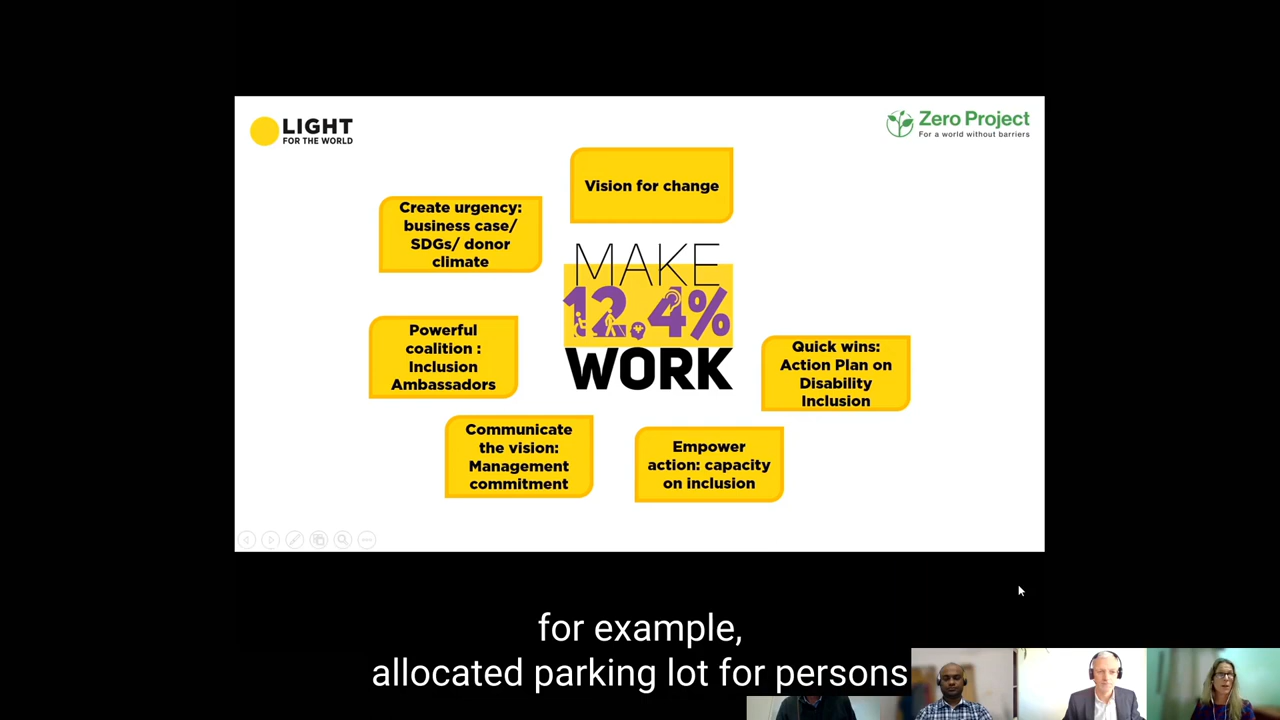 LIGHT
FOR THE WORLD
Zero Project
For a world without barriers
Vision for change
Create urgency:
business case/
SDGs/ donor
climate
MAKE
12.4%
WORK
Powerful
coalition :
Inclusion
Ambassadors
Quick wins:
Action Plan on
Disability
Inclusion
Communicate
the vision:
Management
commitment
Empower
action: capacity
on inclusion
for example,
allocated parking lot for persons